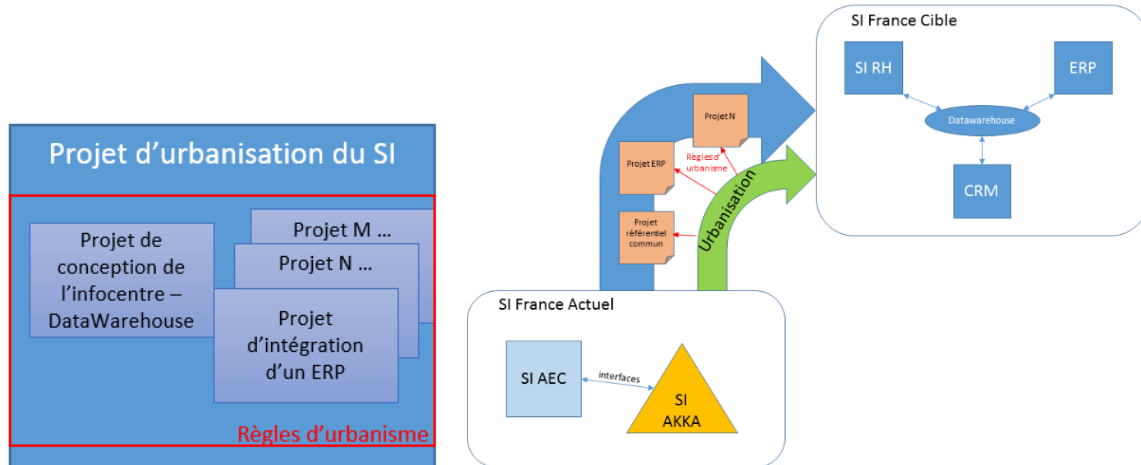 Projet d'urbanisation du SI
Projet de
conception de
l'infocentre –
DataWarehouse
Projet M ...
Projet N ...
Projet
d'intégration
d'un ERP
Règles d'urbanisme
SI France Cible
SI RH
ERP
Datawarehouse
CRM
Projet N
Projet ERP
Règles d'
urbanisme
Projet
référentiel
commun
Urbanisation
SI France Actuel
SI AEC
interfaces
SI
AKKA